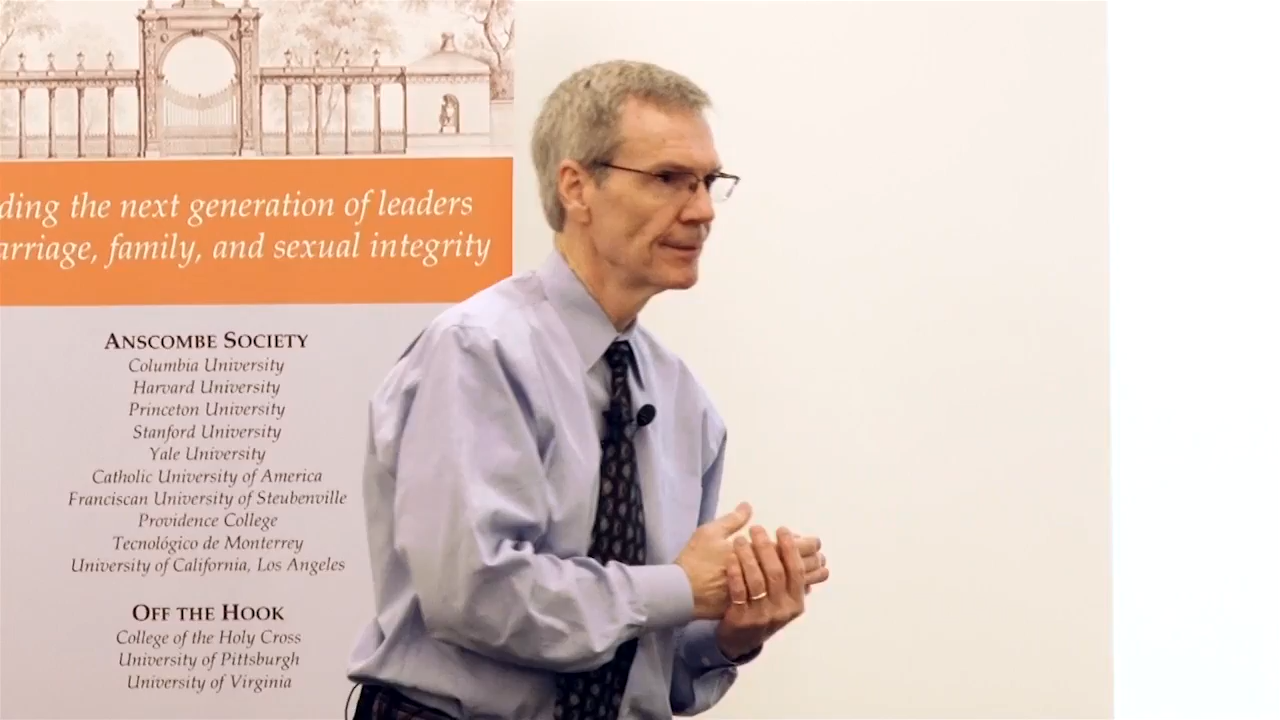 ding the next generation of leaders
arriage, family, and sexual integrity
ANSCOMBE SOCIETY
Columbia University
Harvard University
Princeton University
Stanford University
Yale University
Catholic University of America
Franciscan University of Steubenville
Providence College
Tecnológico de Monterrey
University of California, Los Angeles
OFF THE HOOK
College of the Holy Cross
University of Pittsburgh
University of Virginia